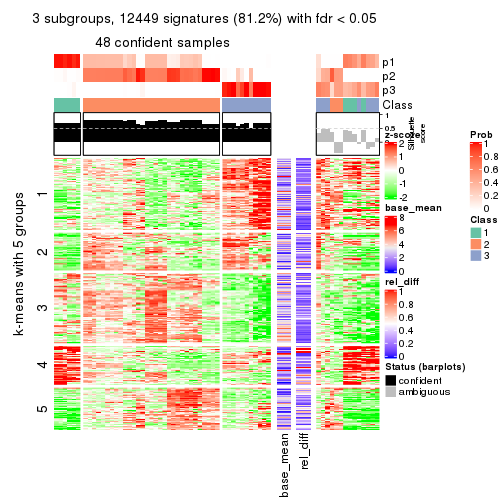 3 subgroups, 12449 signatures (81.2%) with fdr < 0.05
48 confident samples
p1
p2
p3
Class
1
0.5
0
Silhouette
score
k-means with 5 groups
1
2
3
4
5
base_mean
rel_diff
z-score
2
1
0
-1
-2
base_mean
8
6
4
2
0
rel_diff
1
0.8
0.6
0.4
0.2
0
Status (barplots)
confident
ambiguous
Prob
1
0.8
0.6
0.4
0.2
0
Class
1
2
3